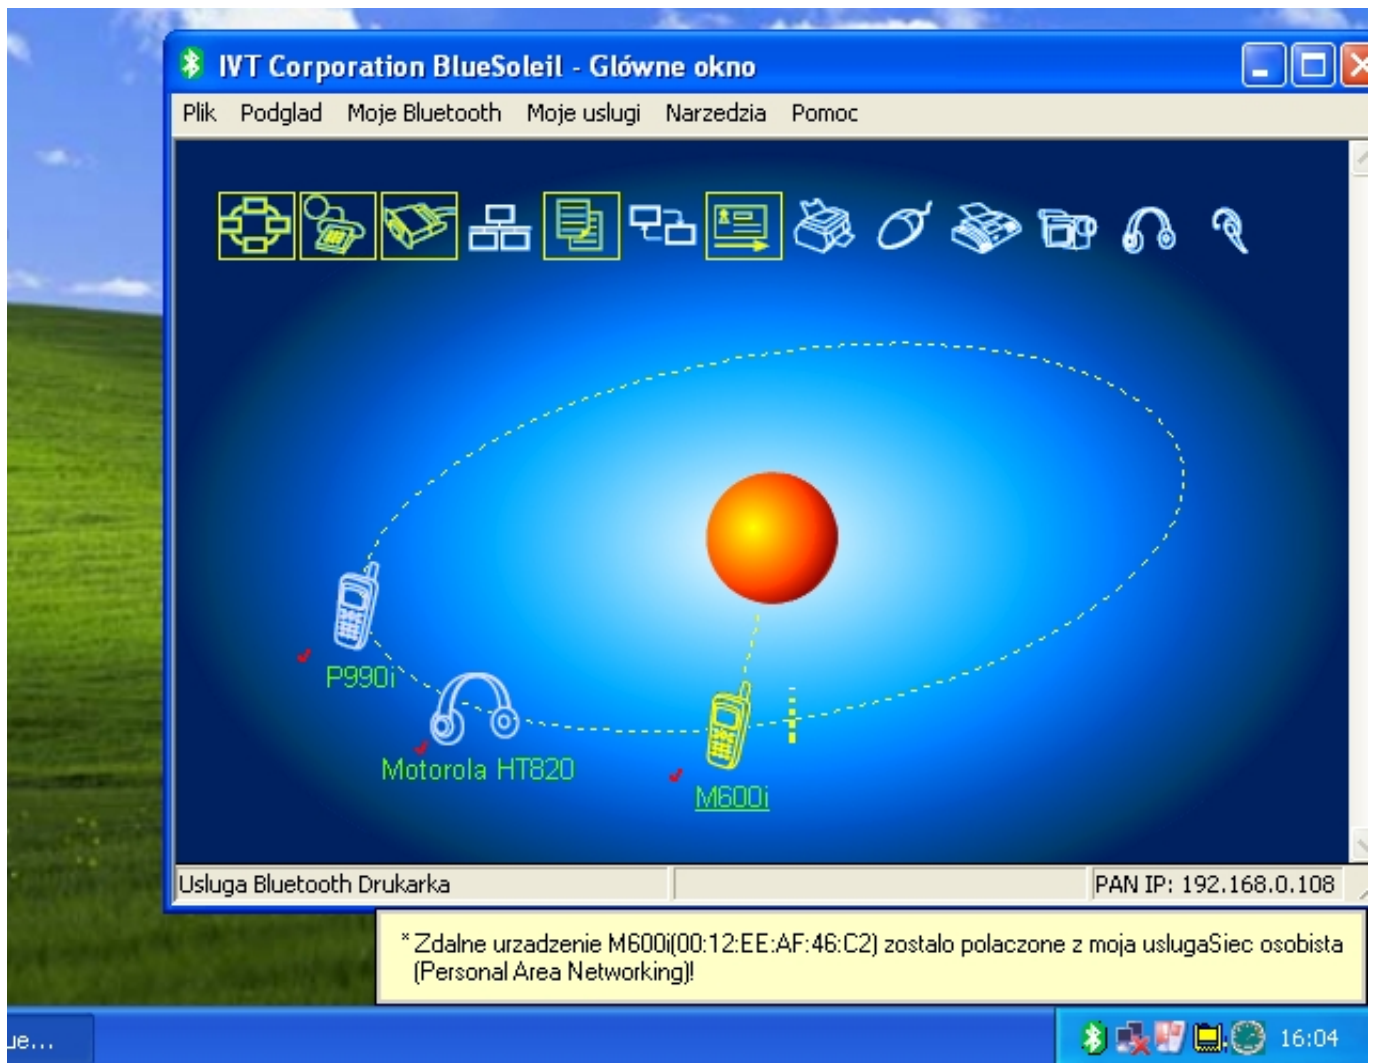 IVT Corporation BlueSoleil - Glówne okno
Plik Podglad Moje Bluetooth Moje uslugi Narzedzia Pomoc
P990i
Motorola HT820
M600i
Usluga Bluetooth Drukarka PAN IP: 192.168.0.108
*Zdalne urzadzenie M600i(00:12:EE:AF:46:C2) zostalo polaczone z moja uslugaSiec osobista
(Personal Area Networking)!
ue... 16:04